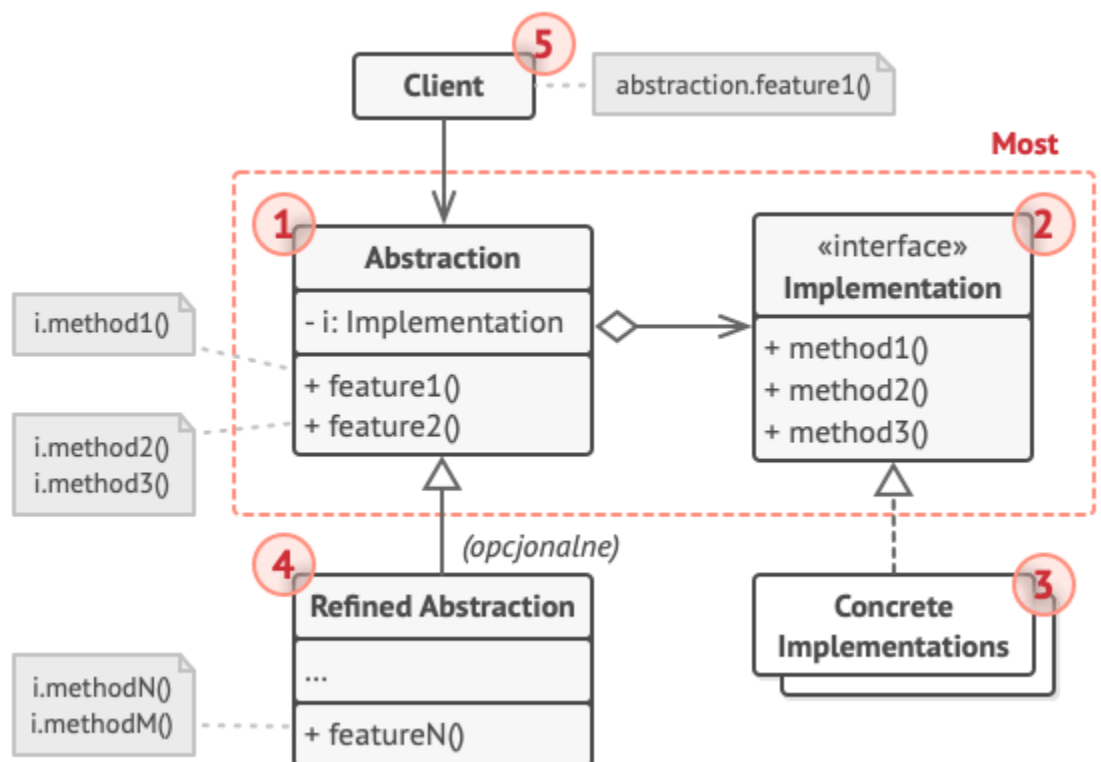 5
Client
abstraction.feature1()
Most
1
Abstraction
- i: Implementation
+ feature1()
+ feature2()
2
«interface»
Implementation
+ method1()
+ method2()
+ method3()
i.method1()
i.method2()
i.method3()
(opcjonalne)
4
Refined Abstraction
...
+ featureN()
3
Concrete
Implementations
i.methodN()
i.methodM()